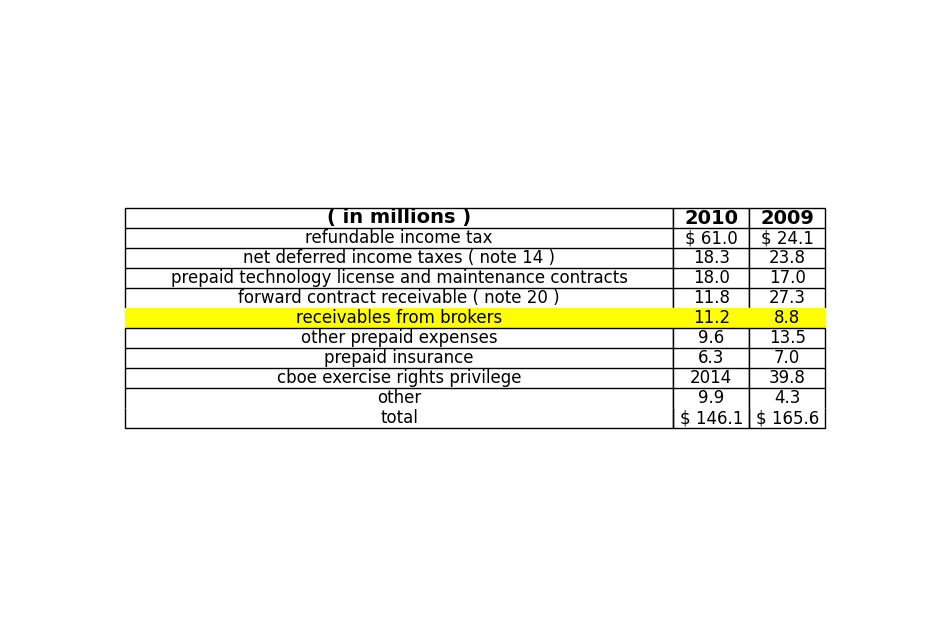 ( in millions ) 2010 2009
refundable income tax $ 61.0 $ 24.1
net deferred income taxes ( note 14 ) 18.3 23.8
prepaid technology license and maintenance contracts 18.0 17.0
forward contract receivable ( note 20 ) 11.8 27.3
receivables from brokers 11.2 8.8
other prepaid expenses 9.6 13.5
prepaid insurance 6.3 7.0
cboe exercise rights privilege 2014 39.8
other 9.9 4.3
total $ 146.1 $ 165.6